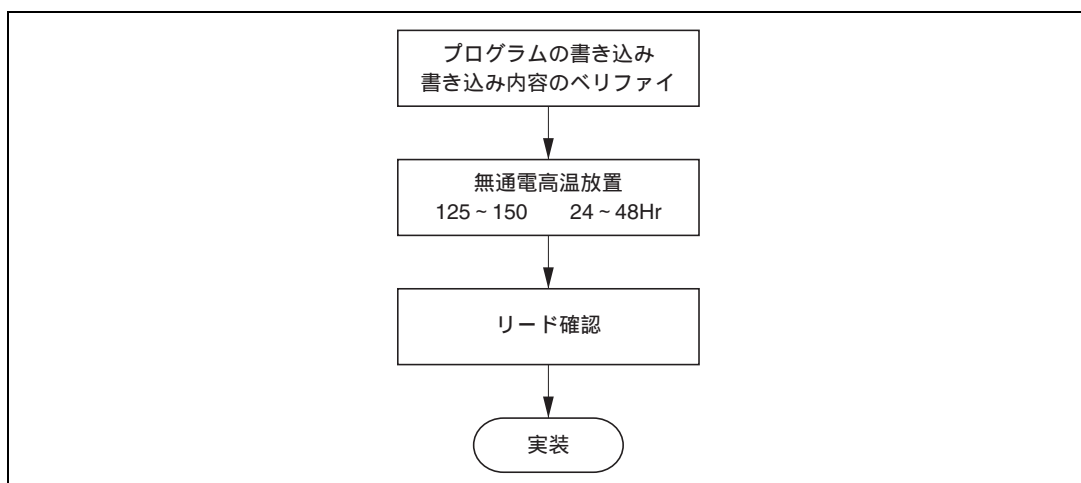 プログラムの書き込み
書き込み内容のベリファイ
無通電高温放置
125 ~ 150 24 ~ 48Hr
リード確認
実装